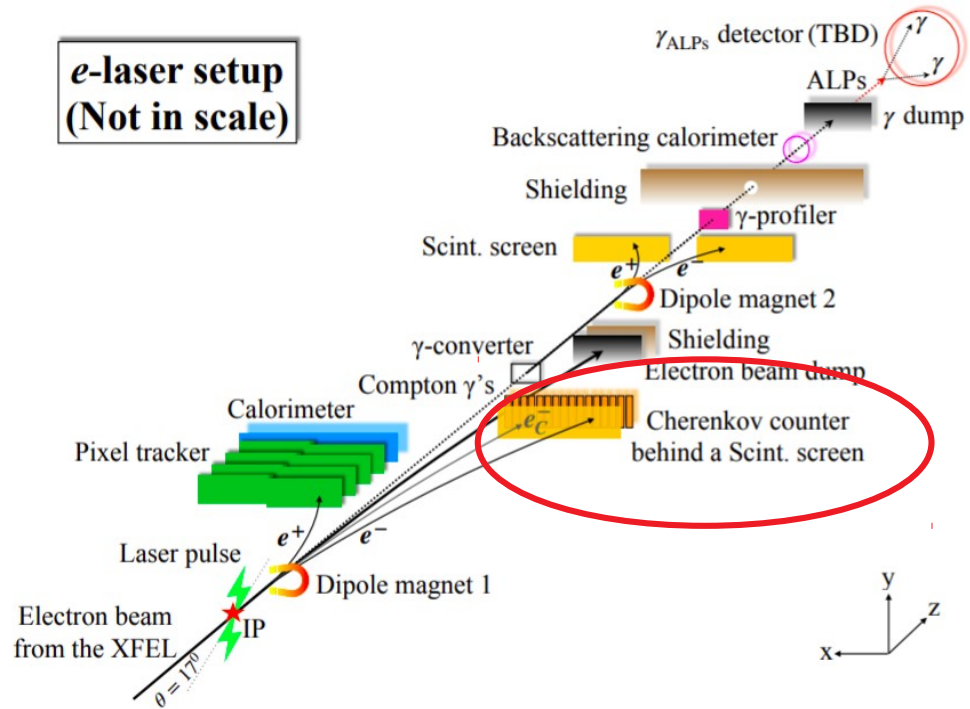 e-laser setup
(Not in scale)
γALPs detector (TBD)
γ
γ
ALPs
γ dump
Backscattering calorimeter
Shielding
γ-profiler
Scint. screen
e+
e−
Dipole magnet 2
γ-converter
Shielding
Electron beam dump
Compton γ's
Calorimeter
e−C
Cherenkov counter
behind a Scint. screen
Pixel tracker
e+
e−
Laser pulse
Dipole magnet 1
Electron beam
from the XFEL
IP
θ = 17⁰
y
z
x